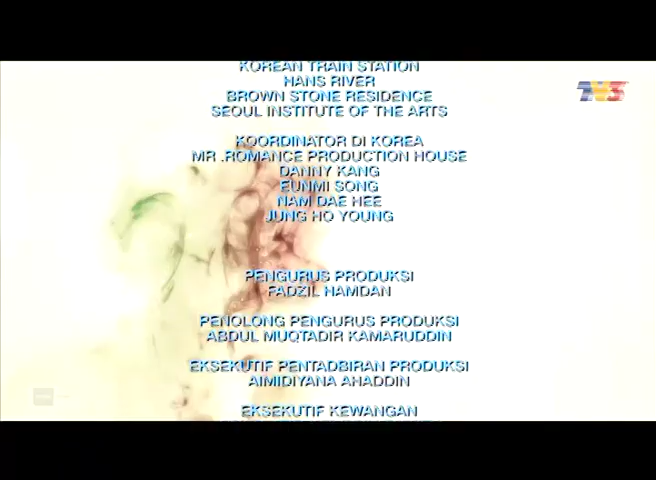 KOREAN TRAIN STATION
HANS RIVER
BROWN STONE RESIDENCE
SEOUL INSTITUTE OF THE ARTS
TV3
KOORDINATOR DI KOREA
MR .ROMANCE PRODUCTION HOUSE
DANNY KANG
EUNMI SONG
NAM DAE HEE
JUNG HO YOUNG
PENGURUS PRODUKSI
FADZIL HAMDAN
PENOLONG PENGURUS PRODUKSI
ABDUL MUQTADIR KAMARUDDIN
EKSEKUTIF PENTADBIRAN PRODUKSI
AIMIDIYANA AHADDIN
EKSEKUTIF KEWANGAN